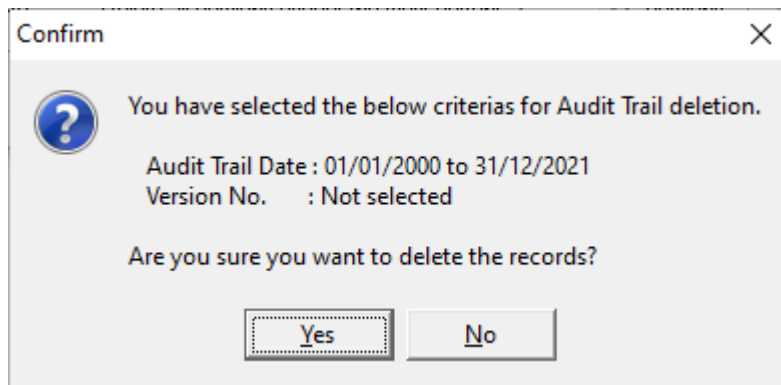 Confirm
You have selected the below criterias for Audit Trail deletion.
Audit Trail Date : 01/01/2000 to 31/12/2021
Version No. : Not selected
Are you sure you want to delete the records?
Yes No